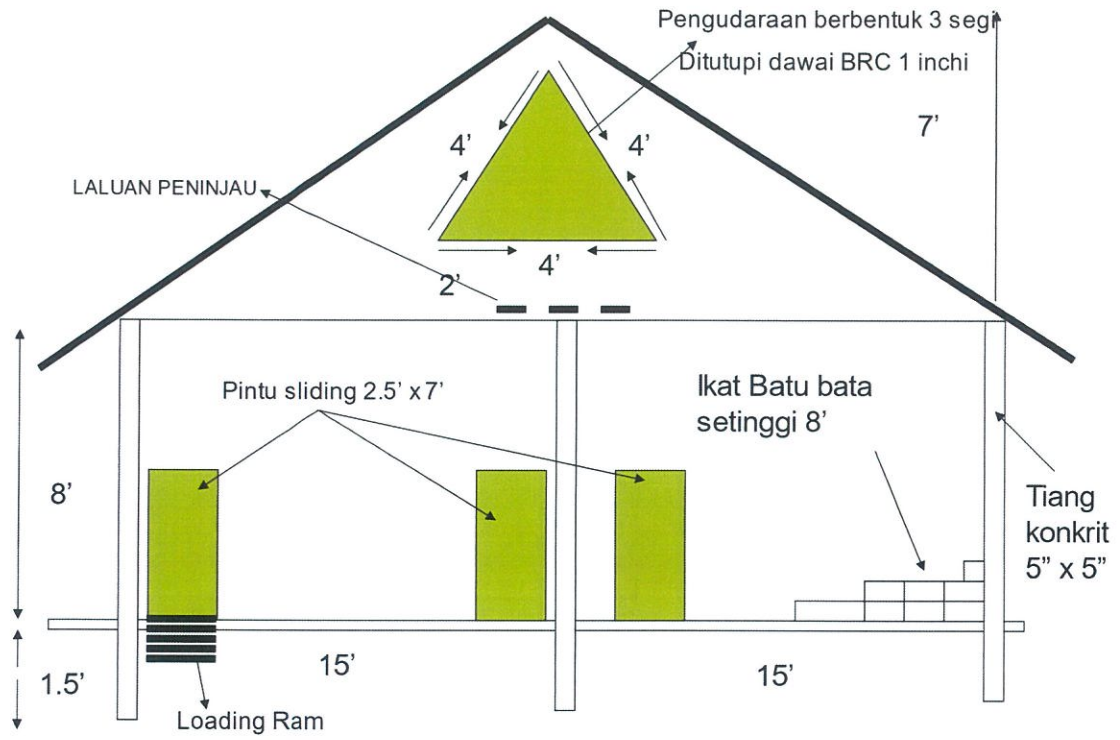 Pengudaraan berbentuk 3 segi
Ditutupi dawai BRC 1 inchi
7’
4’
4’
LALUAN PENINJAU
4’
2’
Pintu sliding 2.5’ x 7’
Ikat Batu bata
setinggi 8’
8’
Tiang
konkrit
5” x 5”
15’
15’
1.5’
Loading Ram